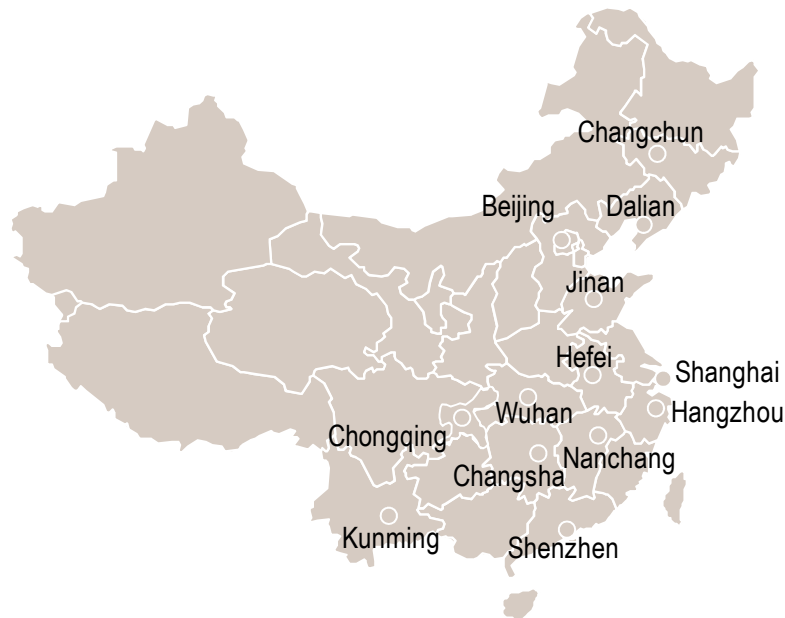 Changchun
Beijing
Dalian
Jinan
Hefei
Shanghai
Wuhan
Hangzhou
Chongqing
Nanchang
Changsha
Kunming
Shenzhen